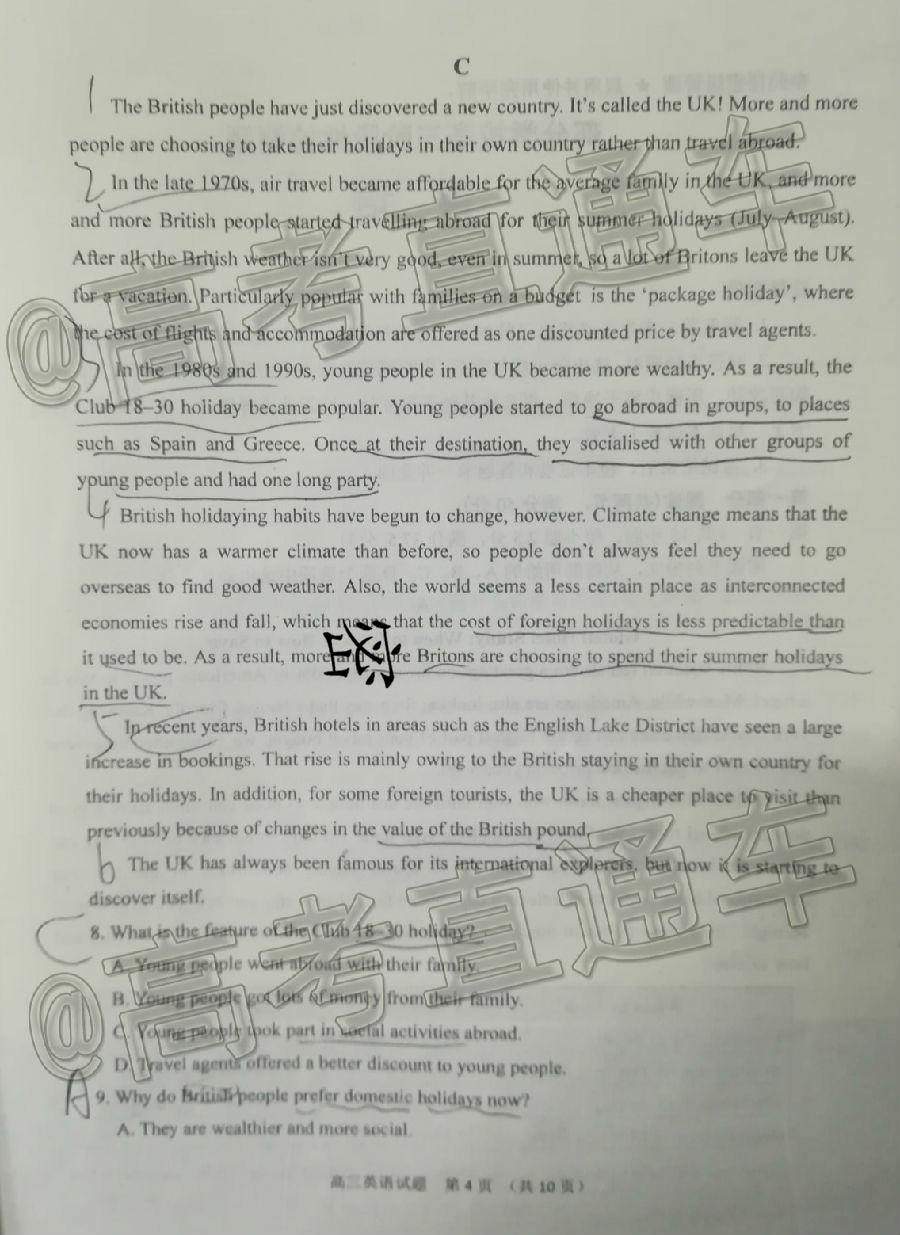 C
1
The British people have just discovered a new country. It's called the UK! More and more
people are choosing to take their holidays in their own country rather than travel abroad.
2
In the late 1970s, air travel became affordable for the average family in the UK, and more
and more British people started travelling abroad for their summer holidays (July–August).
After all, the British weather isn't very good, even in summer, so a lot of Britons leave the UK
for a vacation. Particularly popular with families on a budget is the 'package holiday', where
the cost of flights and accommodation are offered as one discounted price by travel agents.
3
In the 1980s and 1990s, young people in the UK became more wealthy. As a result, the
Club 18–30 holiday became popular. Young people started to go abroad in groups, to places
such as Spain and Greece. Once at their destination, they socialised with other groups of
young people and had one long party.
4
British holidaying habits have begun to change, however. Climate change means that the
UK now has a warmer climate than before, so people don't always feel they need to go
overseas to find good weather. Also, the world seems a less certain place as interconnected
economies rise and fall, which means that the cost of foreign holidays is less predictable than
it used to be. As a result, more and more Britons are choosing to spend their summer holidays
in the UK.
5
In recent years, British hotels in areas such as the English Lake District have seen a large
increase in bookings. That rise is mainly owing to the British staying in their own country for
their holidays. In addition, for some foreign tourists, the UK is a cheaper place to visit than
previously because of changes in the value of the British pound.
6
The UK has always been famous for its international explorers, but now it is starting to
discover itself.
C
8. What is the feature of the Club 18–30 holiday?
A. Young people went abroad with their family.
B. Young people got lots of money from their family.
C. Young people took part in social activities abroad.
D. Travel agents offered a better discount to young people.
A
9. Why do British people prefer domestic holidays now?
A. They are wealthier and more social.
高三英语试题 第 4 页 (共 10 页)
@高考直通车
@高考直通车